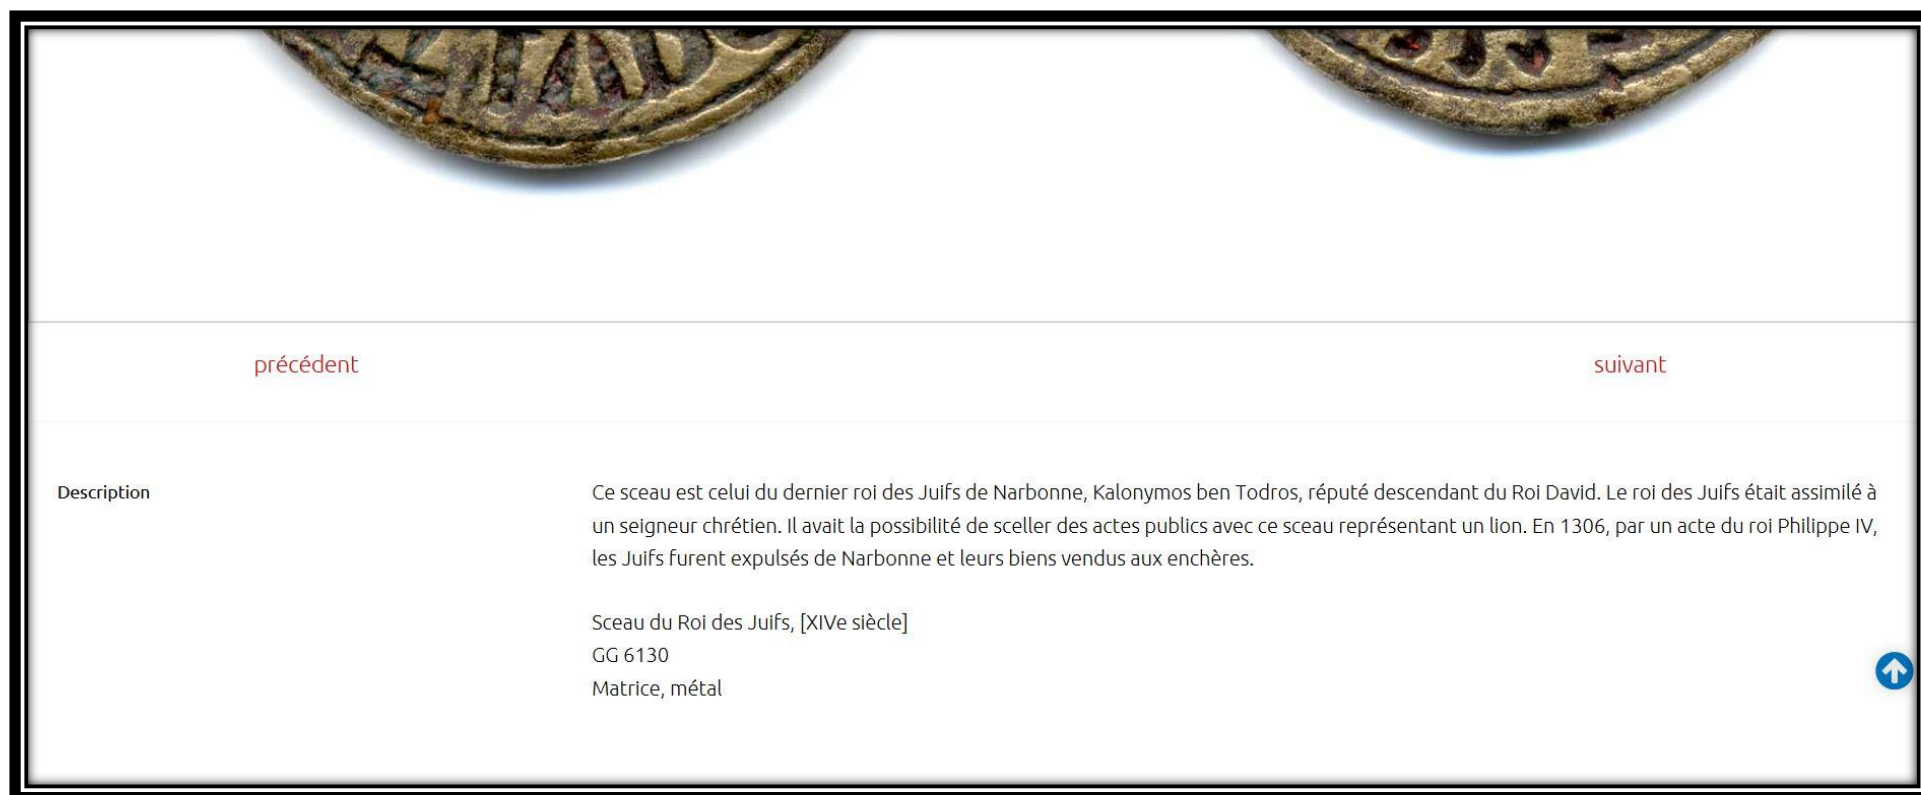 précédent
suivant
Description
Ce sceau est celui du dernier roi des Juifs de Narbonne, Kalonymos ben Todros, réputé descendant du Roi David. Le roi des Juifs était assimilé à
un seigneur chrétien. Il avait la possibilité de sceller des actes publics avec ce sceau représentant un lion. En 1306, par un acte du roi Philippe IV,
les Juifs furent expulsés de Narbonne et leurs biens vendus aux enchères.
Sceau du Roi des Juifs, [XIVe siècle]
GG 6130
Matrice, métal